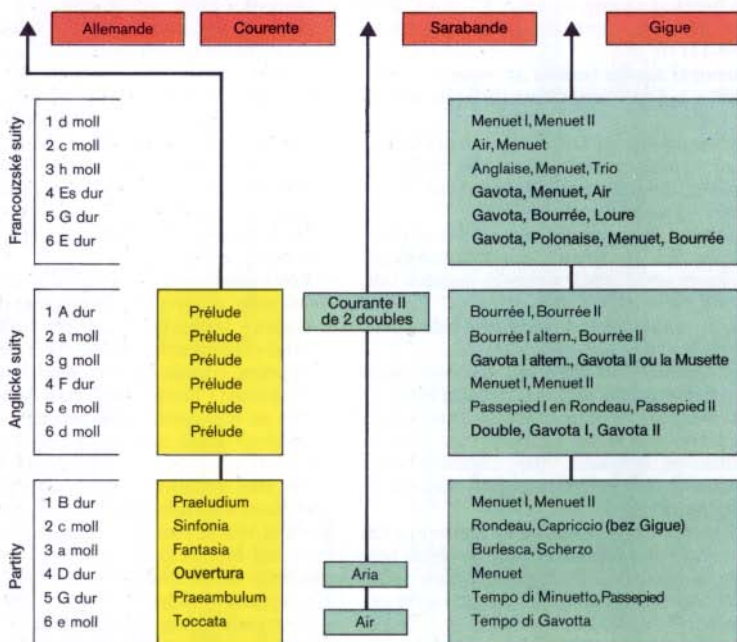 Allemande
Courente
Sarabande
Gigue
Francouzské suity
1 d moll
2 c moll
3 h moll
4 Es dur
5 G dur
6 E dur
Menuet I, Menuet II
Air, Menuet
Anglaise, Menuet, Trio
Gavota, Menuet, Air
Gavota, Bourrée, Loure
Gavota, Polonaise, Menuet, Bourrée
Anglické suity
1 A dur
2 a moll
3 g moll
4 F dur
5 e moll
6 d moll
Prélude
Prélude
Prélude
Prélude
Prélude
Prélude
Courante II
de 2 doubles
Bourrée I, Bourrée II
Bourrée I altern., Bourrée II
Gavota I altern., Gavota II ou la Musette
Menuet I, Menuet II
Passepied I en Rondeau, Passepied II
Double, Gavota I, Gavota II
Partity
1 B dur
2 c moll
3 a moll
4 D dur
5 G dur
6 e moll
Praeludium
Sinfonia
Fantasia
Ouvertura
Praeambulum
Toccata
Aria
Air
Menuet I, Menuet II
Rondeau, Capriccio (bez Gigue)
Burlesca, Scherzo
Menuet
Tempo di Minuetto, Passepied
Tempo di Gavotta